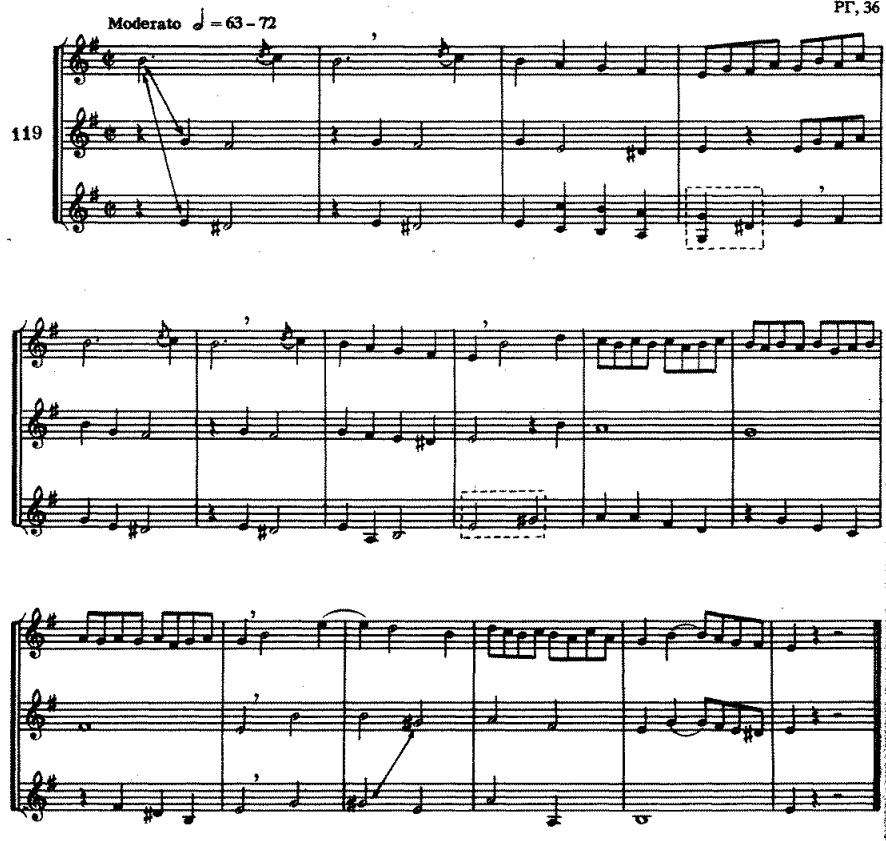 РГ, 36
Moderato 𝅗𝅥 = 63 – 72
119